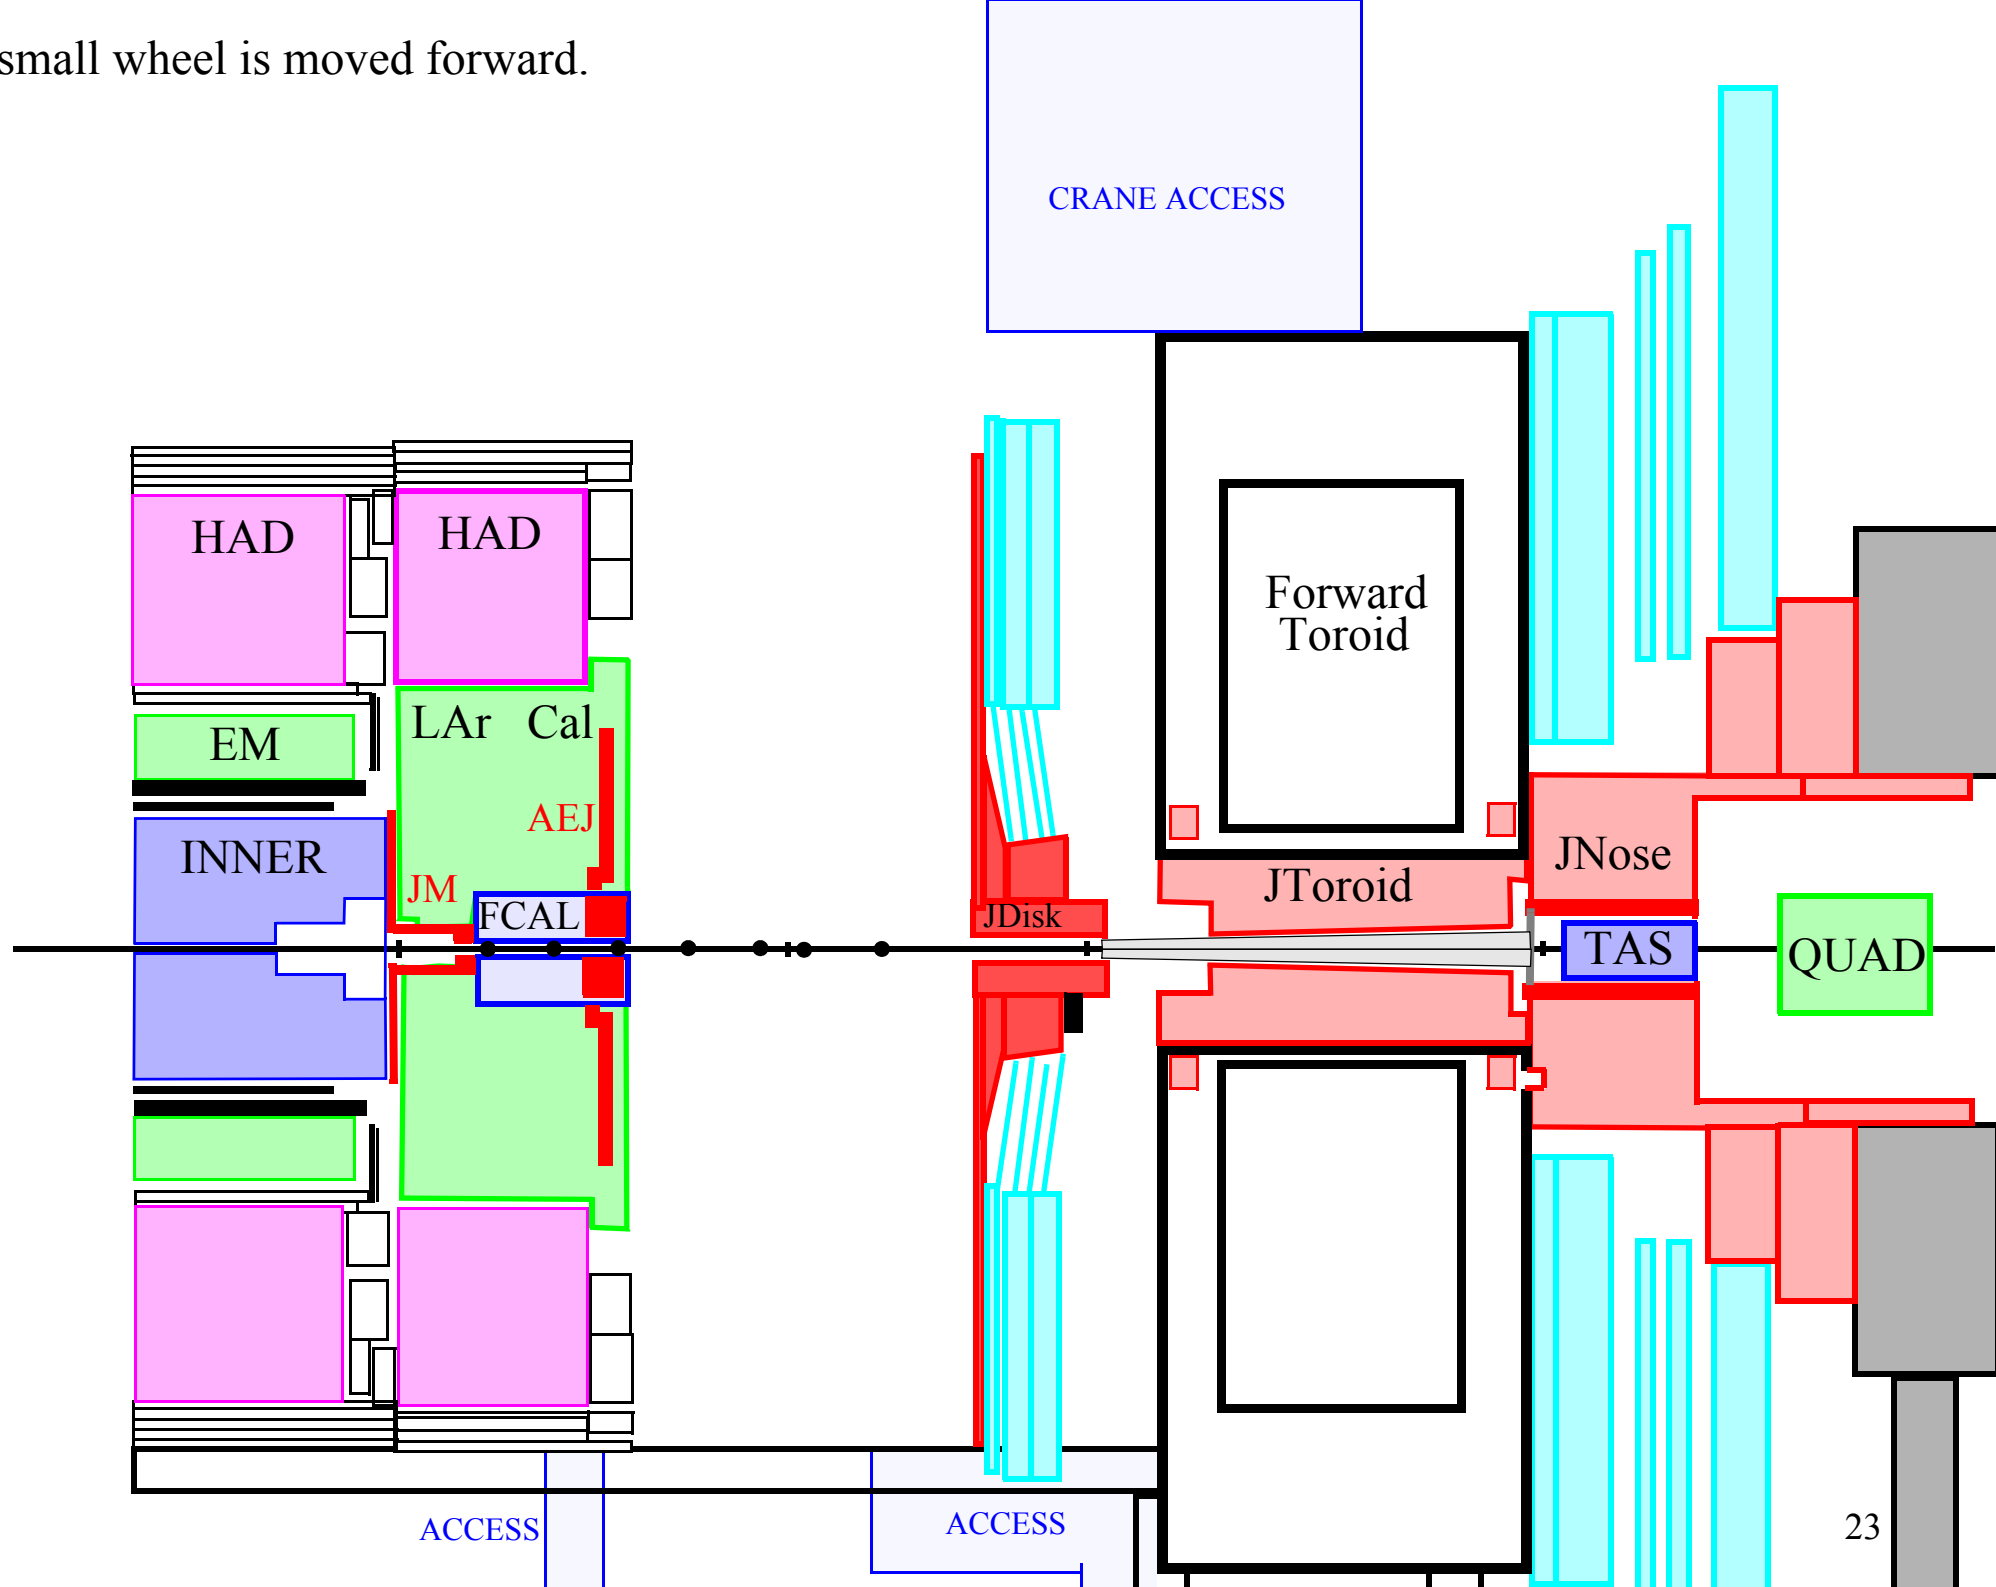 small wheel is moved forward.
CRANE ACCESS
HAD
HAD
Forward
Toroid
LAr Cal
EM
AEJ
INNER
JM
FCAL
JDisk
JToroid
JNose
TAS
QUAD
ACCESS
ACCESS
23